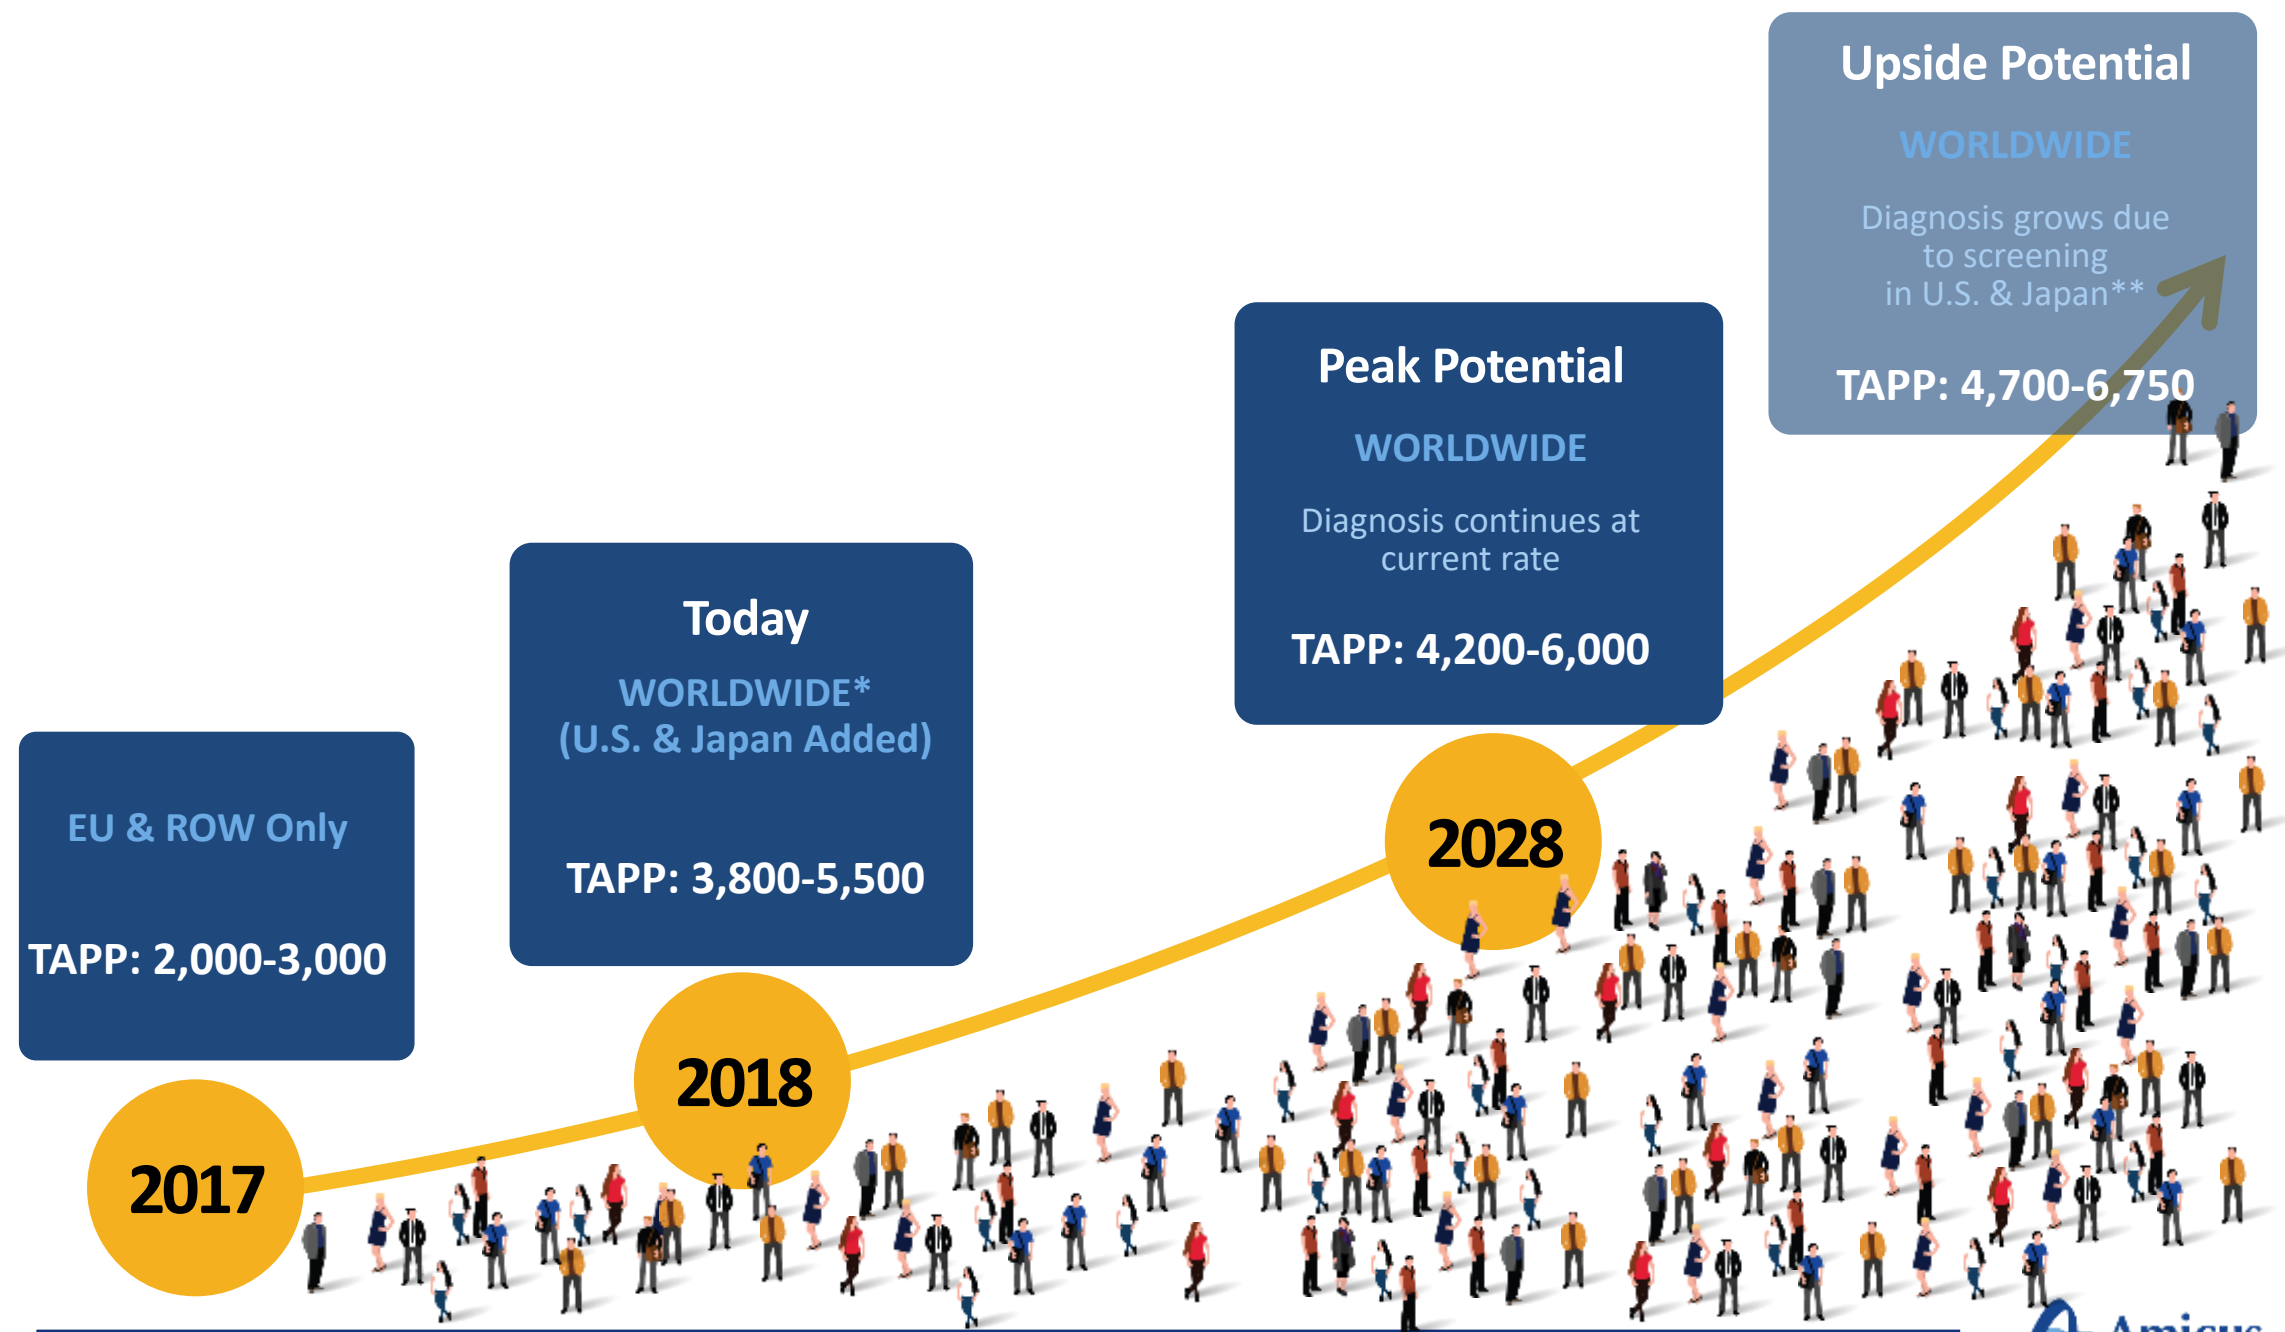 EU & ROW Only
TAPP: 2,000-3,000
2017
Today
WORLDWIDE*
(U.S. & Japan Added)
TAPP: 3,800-5,500
2018
Peak Potential
WORLDWIDE
Diagnosis continues at
current rate
TAPP: 4,200-6,000
2028
Upside Potential
WORLDWIDE
Diagnosis grows due
to screening
in U.S. & Japan**
TAPP: 4,700-6,750
Amicus